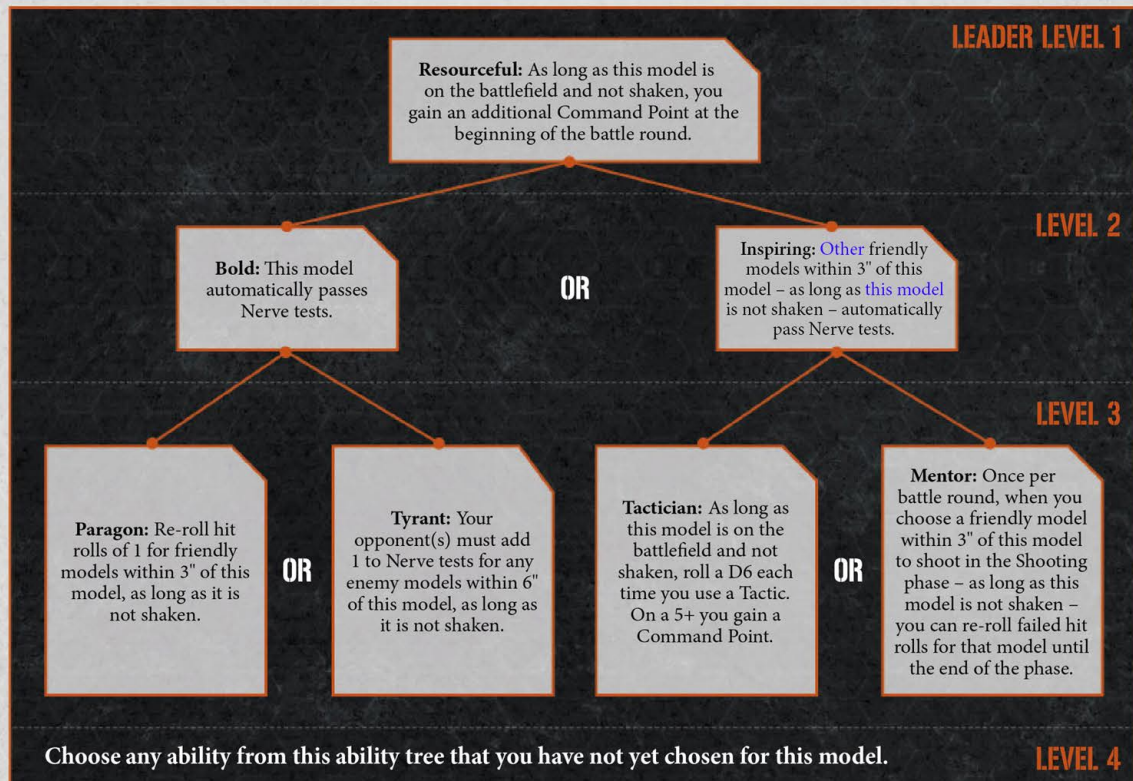 LEADER LEVEL 1
Resourceful: As long as this model is
on the battlefield and not shaken, you
gain an additional Command Point at the
beginning of the battle round.
LEVEL 2
Bold: This model
automatically passes
Nerve tests.
OR
Inspiring: Other friendly
models within 3" of this
model – as long as this model
is not shaken – automatically
pass Nerve tests.
LEVEL 3
Paragon: Re-roll hit
rolls of 1 for friendly
models within 3" of this
model, as long as it is
not shaken.
OR
Tyrant: Your
opponent(s) must add
1 to Nerve tests for any
enemy models within 6"
of this model, as long as
it is not shaken.
Tactician: As long as
this model is on the
battlefield and not
shaken, roll a D6 each
time you use a Tactic.
On a 5+ you gain a
Command Point.
OR
Mentor: Once per
battle round, when you
choose a friendly model
within 3" of this model
to shoot in the Shooting
phase – as long as this
model is not shaken –
you can re-roll failed hit
rolls for that model until
the end of the phase.
Choose any ability from this ability tree that you have not yet chosen for this model.
LEVEL 4